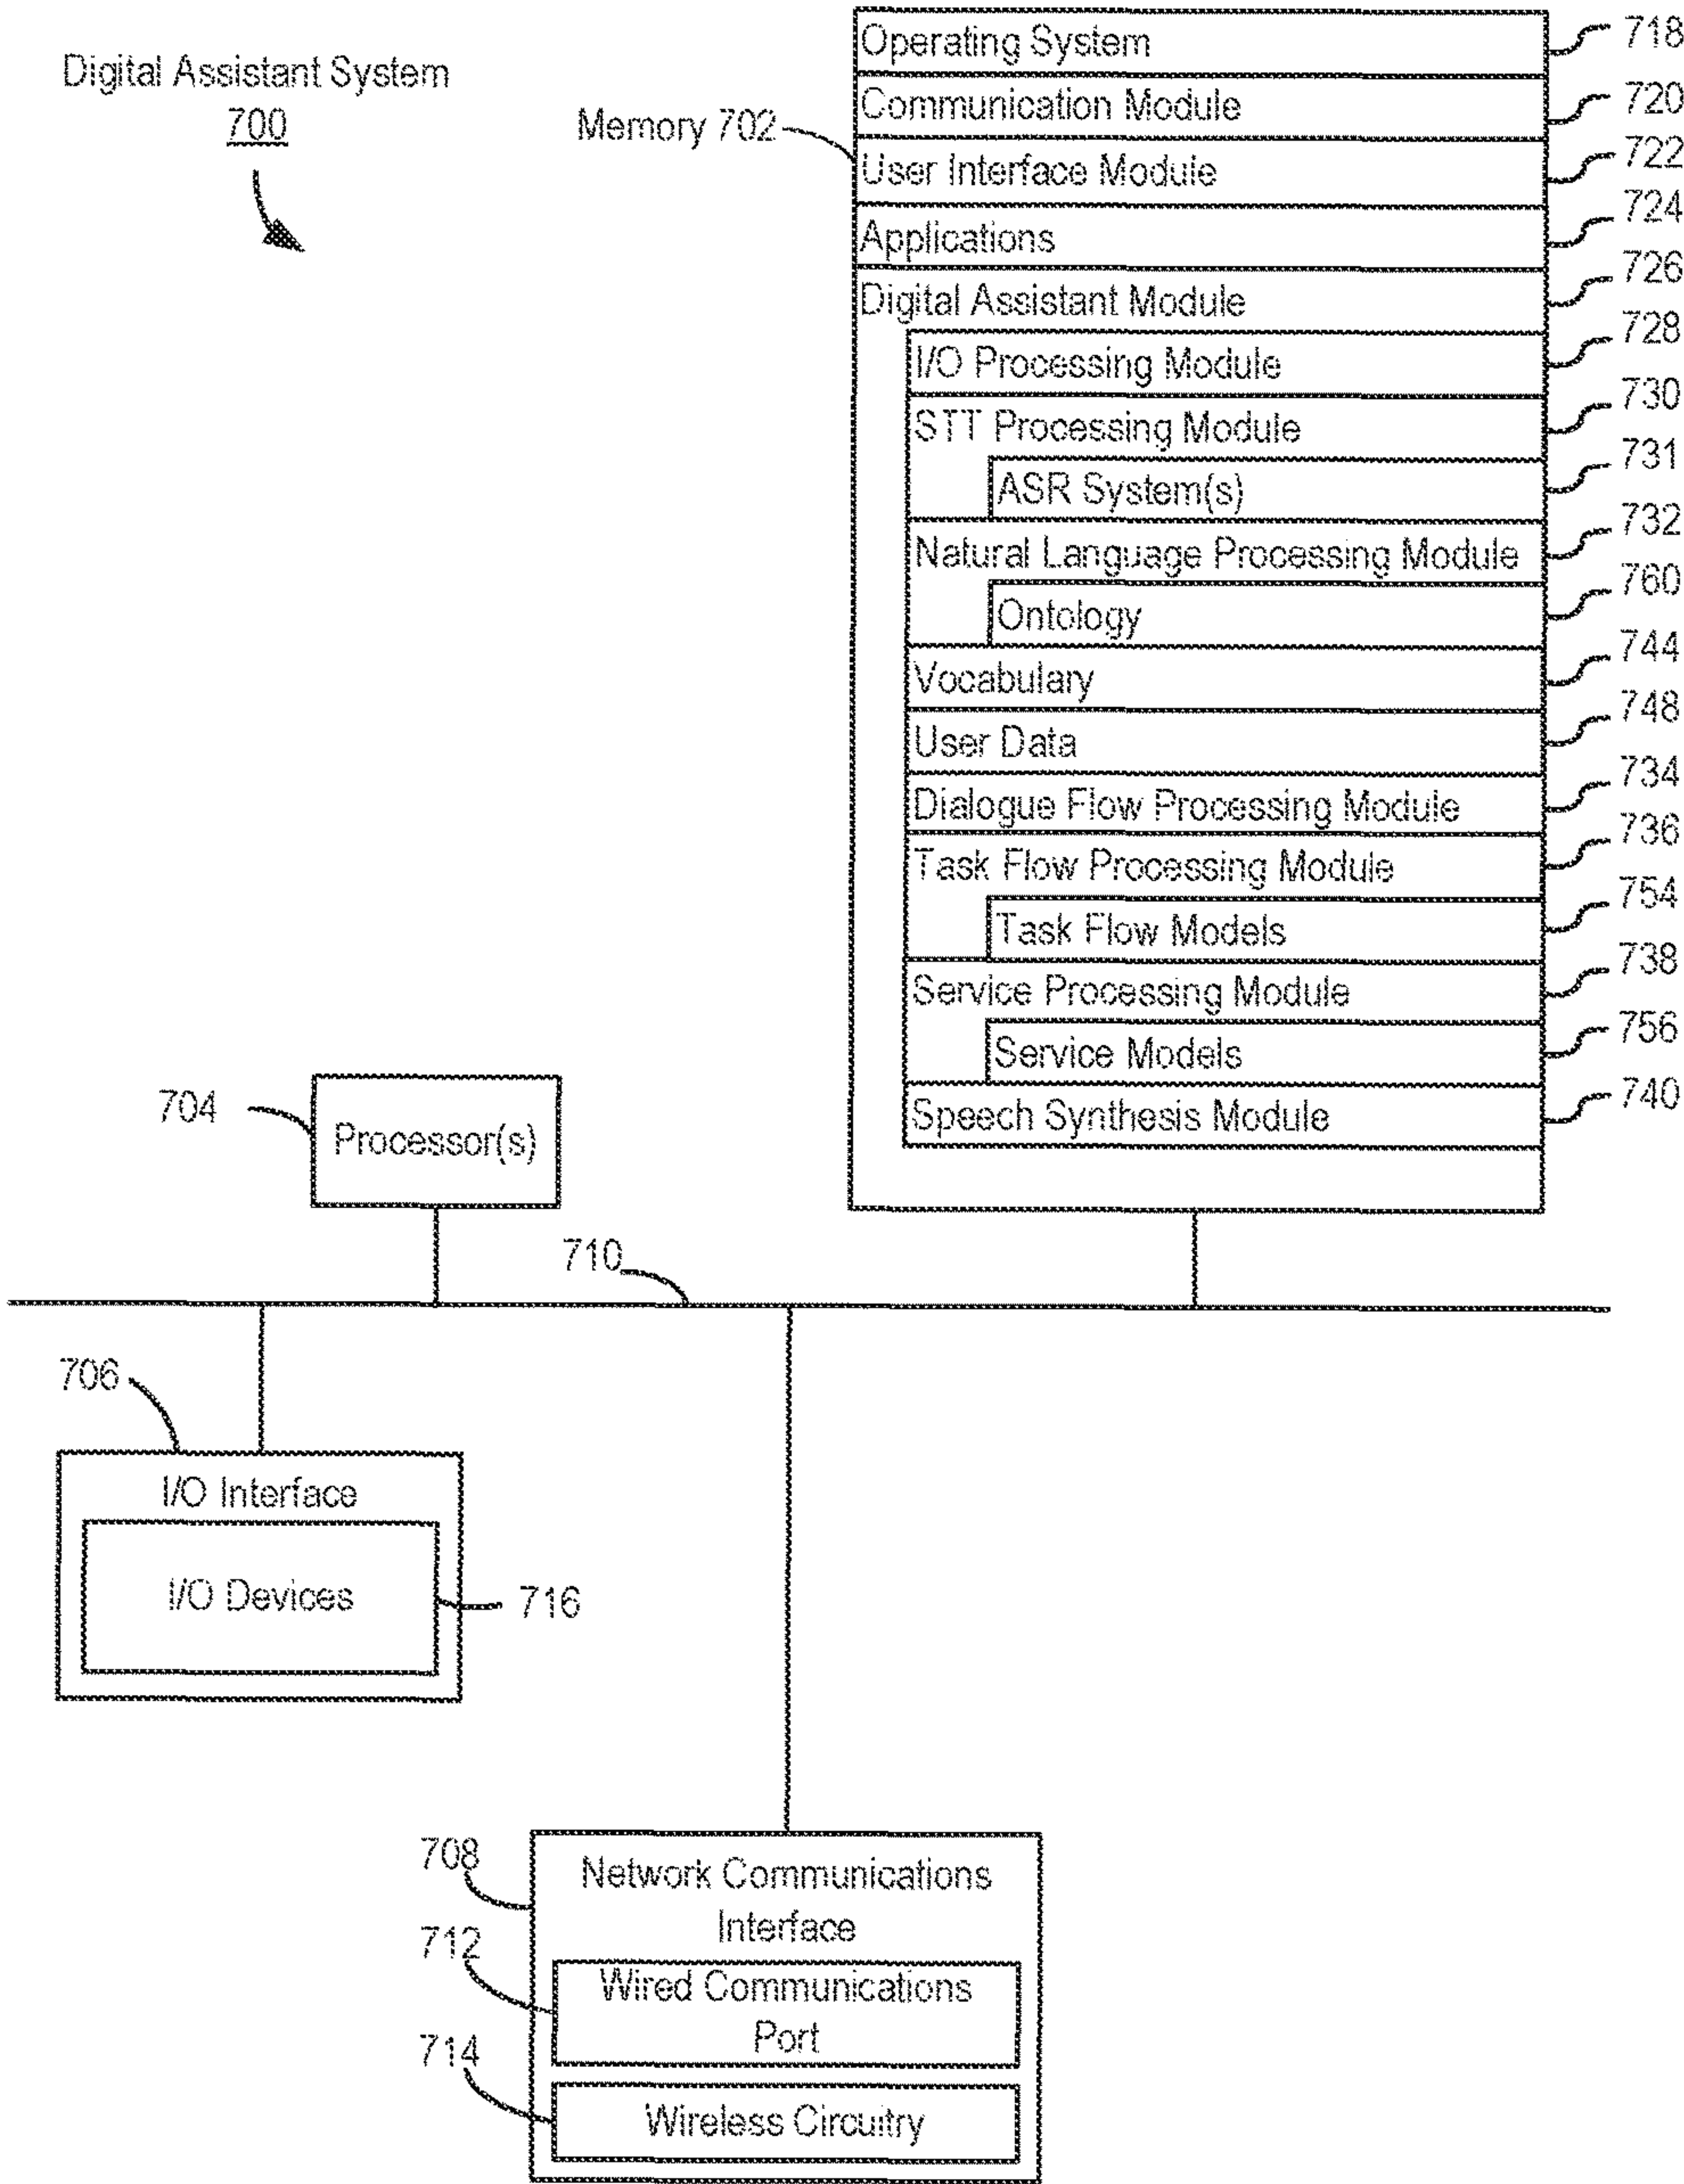 Digital Assistant System
700
Memory 702
Operating System 718
Communication Module 720
User Interface Module 722
Applications 724
Digital Assistant Module 726
I/O Processing Module 728
STT Processing Module 730
ASR System(s) 731
Natural Language Processing Module 732
Ontology 760
Vocabulary 744
User Data 748
Dialogue Flow Processing Module 734
Task Flow Processing Module 736
Task Flow Models 754
Service Processing Module 738
Service Models 756
Speech Synthesis Module 740
704
Processor(s)
710
706
I/O Interface
I/O Devices
716
708
Network Communications
Interface
712
Wired Communications
Port
714
Wireless Circuitry